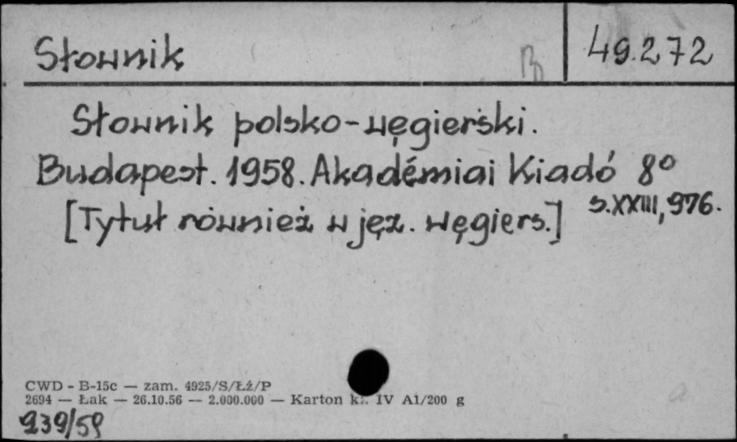 Słownik 49.272
Słownik polsko-węgierski.
Budapest. 1958. Akadémiai Kiadó 8°
[Tytuł również w jęz. węgiers.] s. XXIII, 976.
CWD - B-15c — zam. 4925/S/Łź/P
2694 — Łak — 26.10.56 — 2.000.000 — Karton kl. IV A1/200 g
939/59